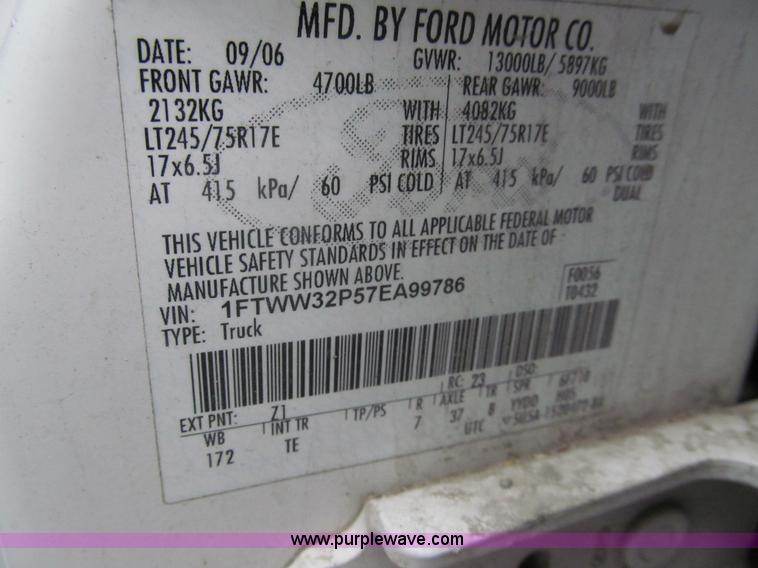 MFD. BY FORD MOTOR CO.
DATE: 09/06 GVWR: 13000LB/ 5897KG
FRONT GAWR: 4700LB REAR GAWR: 9000LB
2132KG WITH 4082KG WITH
LT245/75R17E TIRES LT245/75R17E TIRES
17x6.5J RIMS 17x6.5J RIMS
AT 415 kPa/ 60 PSI COLD AT 415 kPa/ 60 PSI COLD
DUAL
THIS VEHICLE CONFORMS TO ALL APPLICABLE FEDERAL MOTOR
VEHICLE SAFETY STANDARDS IN EFFECT ON THE DATE OF
MANUFACTURE SHOWN ABOVE.
VIN: 1FTWW32P57EA99786 F0056
TYPE: Truck T0432
RC: 23 DSO:
EXT PNT: Z1
WB INT TR TP/PS R AXLE TR SPR
172 TE 7 37 B
UTC
www.purplewave.com